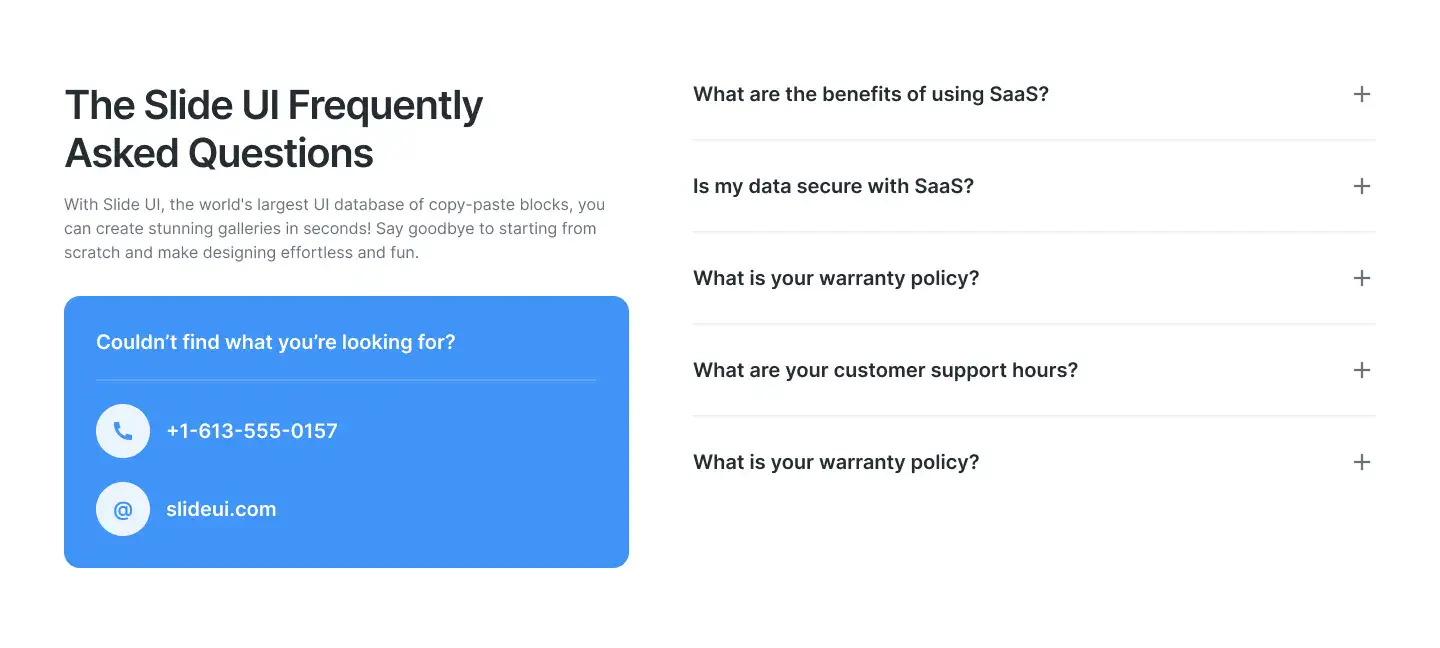 The Slide UI Frequently
Asked Questions
With Slide UI, the world's largest UI database of copy-paste blocks, you
can create stunning galleries in seconds! Say goodbye to starting from
scratch and make designing effortless and fun.
Couldn’t find what you’re looking for?
+1-613-555-0157
@ slideui.com
What are the benefits of using SaaS?
Is my data secure with SaaS?
What is your warranty policy?
What are your customer support hours?
What is your warranty policy?